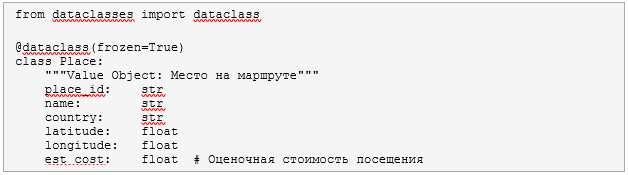 from dataclasses import dataclass
@dataclass(frozen=True)
class Place:
"""Value Object: Место на маршруте"""
place_id: str
name: str
country: str
latitude: float
longitude: float
est_cost: float # Оценочная стоимость посещения